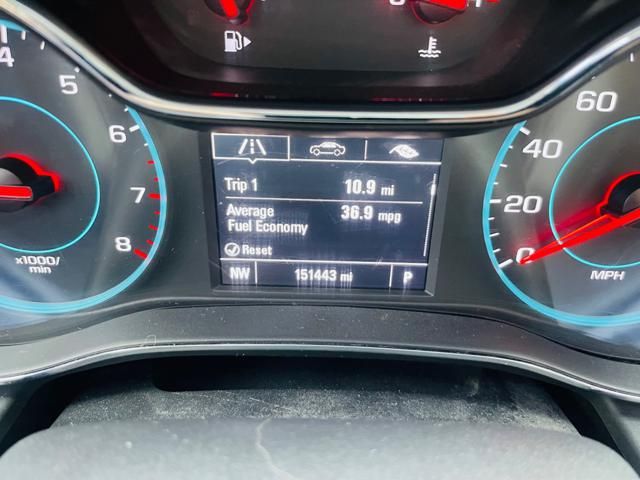 4
5
6
7
8
x1000/
min
Trip 1 10.9 mi
Average 36.9 mpg
Fuel Economy
Reset
NW 151443 mi P
60
40
20
0
MPH